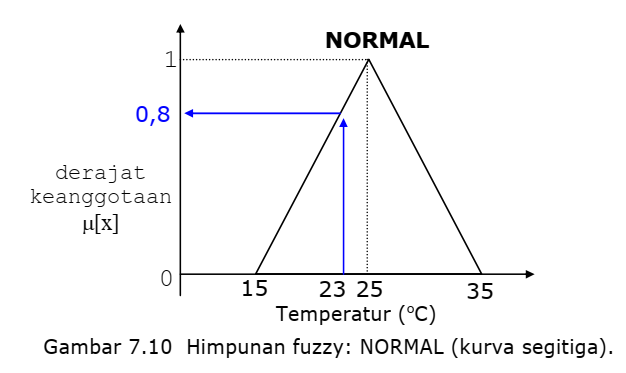 NORMAL
1
0,8
derajat
keanggotaan
μ[x]
0
15 23 25 35
Temperatur (°C)
Gambar 7.10 Himpunan fuzzy: NORMAL (kurva segitiga).